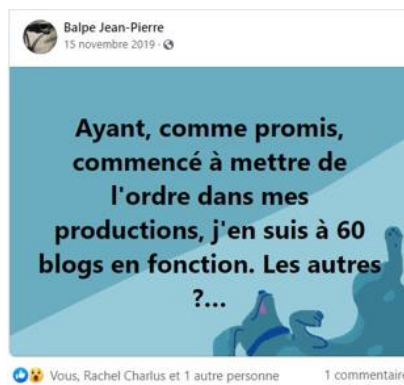 Balpe Jean-Pierre
15 novembre 2019 ·
Ayant, comme promis,
commencé à mettre de
l'ordre dans mes
productions, j'en suis à 60
blogs en fonction. Les autres
?...
Vous, Rachel Charlus et 1 autre personne
1 commentaire